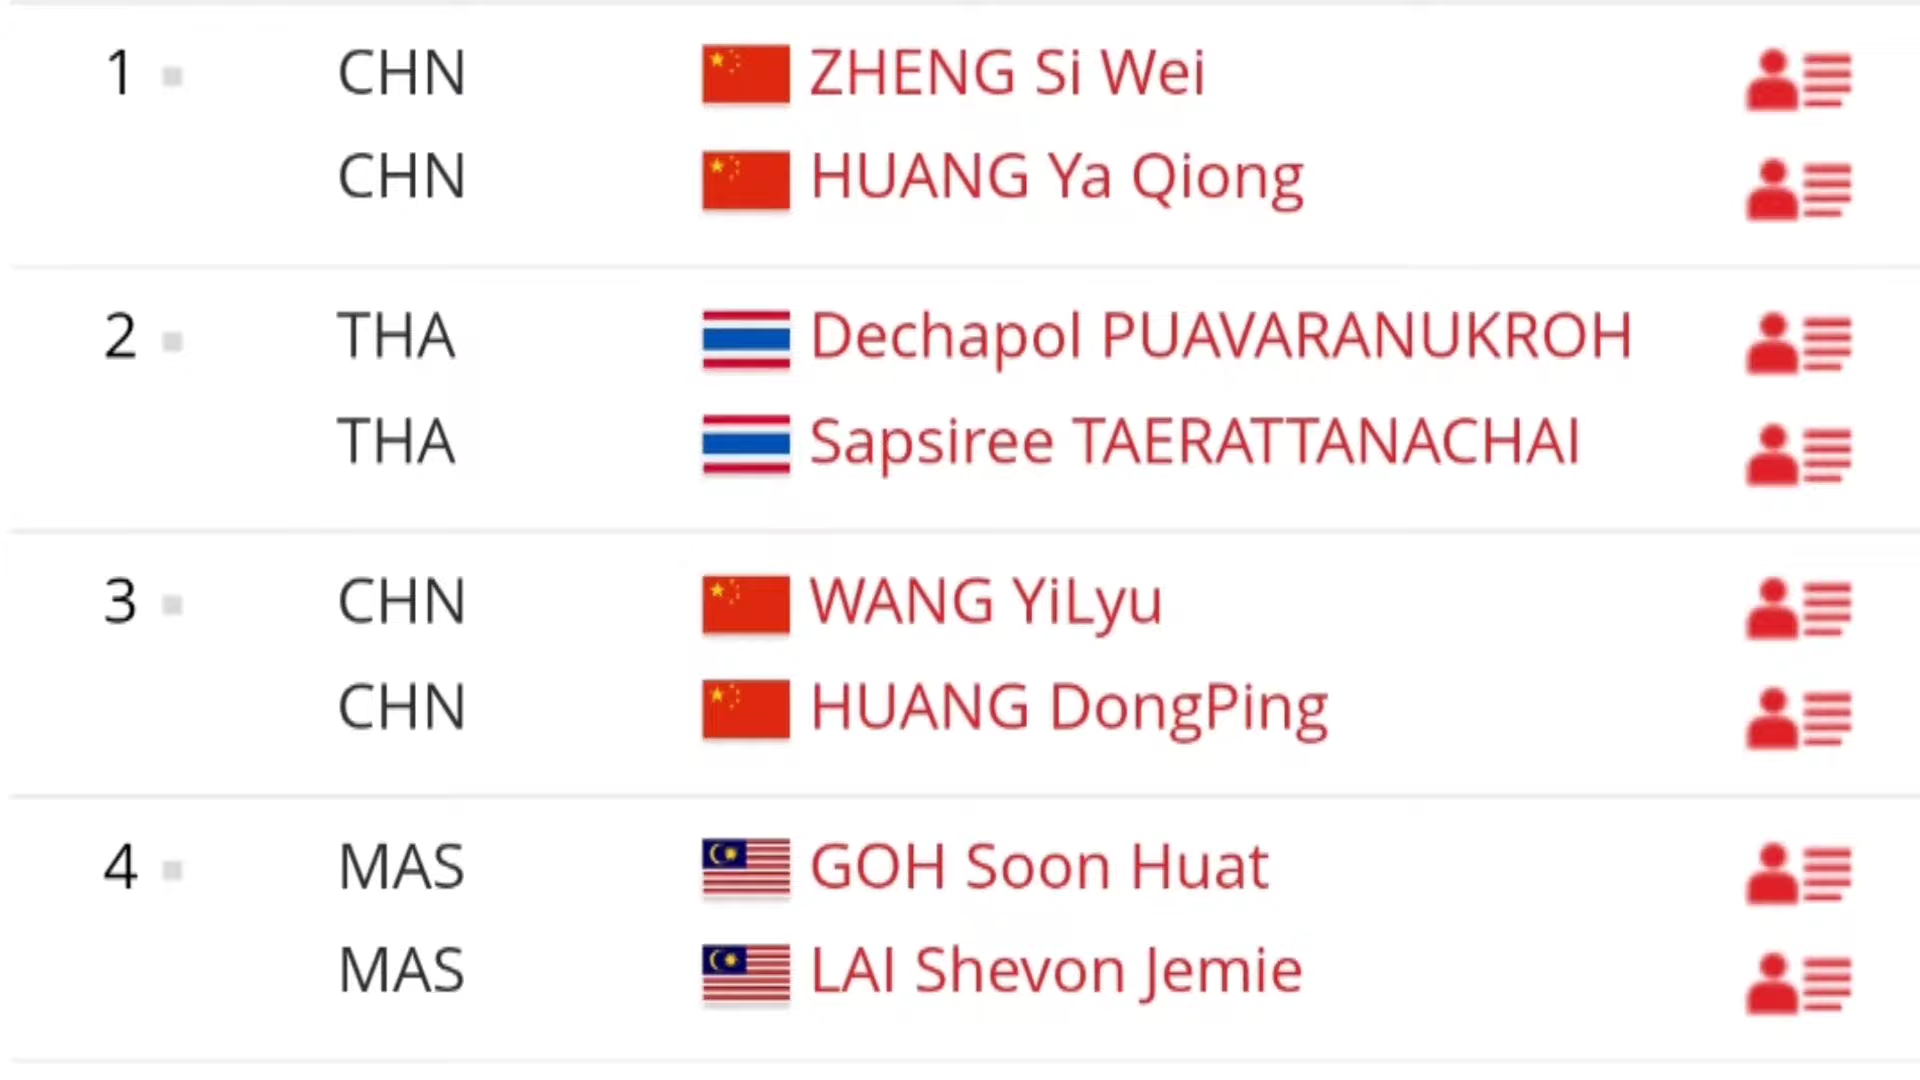 1 CHN ZHENG Si Wei
CHN HUANG Ya Qiong
2 THA Dechapol PUAVARANUKROH
THA Sapsiree TAERATTANACHAI
3 CHN WANG YiLyu
CHN HUANG DongPing
4 MAS GOH Soon Huat
MAS LAI Shevon Jemie